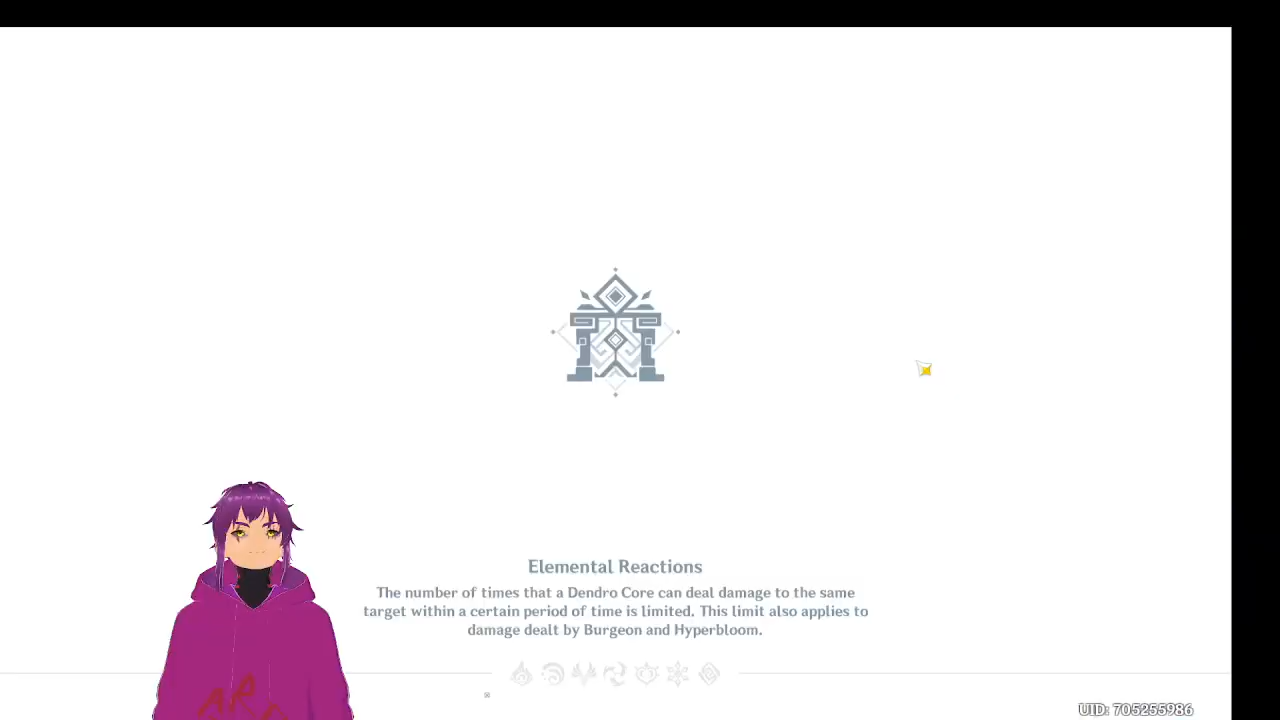 Elemental Reactions
The number of times that a Dendro Core can deal damage to the same
target within a certain period of time is limited. This limit also applies to
damage dealt by Burgeon and Hyperbloom.
UID: 705255986